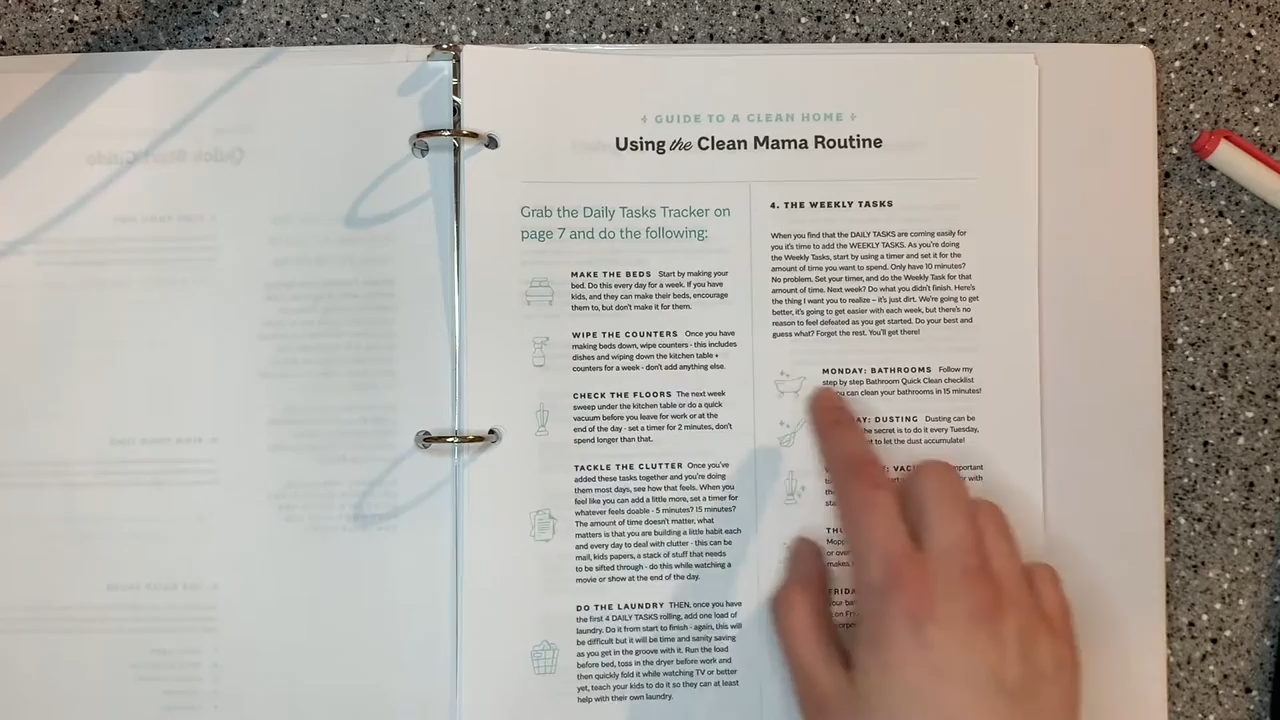 GUIDE TO A CLEAN HOME
Using the Clean Mama Routine
Grab the Daily Tasks Tracker on
page 7 and do the following:
MAKE THE BEDS Start by making your
bed. Do this every day for a week. If you have
kids, and they can make their beds, encourage
them to, but don't make it for them.
WIPE THE COUNTERS Once you have
making beds down, wipe counters - this includes
dishes and wiping down the kitchen table +
counters for a week - don't add anything else.
CHECK THE FLOORS The next week
sweep under the kitchen table or do a quick
vacuum before you leave for work or at the
end of the day - set a timer for 2 minutes, don't
spend longer than that.
TACKLE THE CLUTTER Once you've
added these tasks together and you're doing
them most days, see how that feels. When you
feel like you can add a little more, set a timer for
whatever feels doable - 5 minutes? 15 minutes?
The amount of time doesn't matter, what
matters is that you are building a little habit each
and every day to deal with clutter - this can be
mail, kids papers, a stack of stuff that needs
to be sifted through - do this while watching a
movie or show at the end of the day.
DO THE LAUNDRY THEN, once you have
the first 4 DAILY TASKS rolling, add one load of
laundry. Do it from start to finish - again, this will
be difficult but it will be time and sanity saving
as you get in the groove with it. Run the load
before bed, toss in the dryer before work and
then quickly fold it while watching TV or better
yet, teach your kids to do it so they can at least
help with their own laundry.
4. THE WEEKLY TASKS
When you find that the DAILY TASKS are coming easily for
you it's time to add the WEEKLY TASKS. As you're doing
the Weekly Tasks, start by using a timer and set it for the
amount of time you want to spend. Only have 10 minutes?
No problem. Set your timer, and do the Weekly Task for that
amount of time. Next week? Do what you didn't finish. Here's
the thing I want you to realize – it's just dirt. We're going to get
better, it's going to get easier with each week, but there's no
reason to feel defeated as you get started. Do your best and
guess what? Forget the rest. You'll get there!
MONDAY: BATHROOMS Follow my
step by step Bathroom Quick Clean checklist
you can clean your bathrooms in 15 minutes!
DUSTING Dusting can be
secret is to do it every Tuesday,
to let the dust accumulate!
with
or over
makes